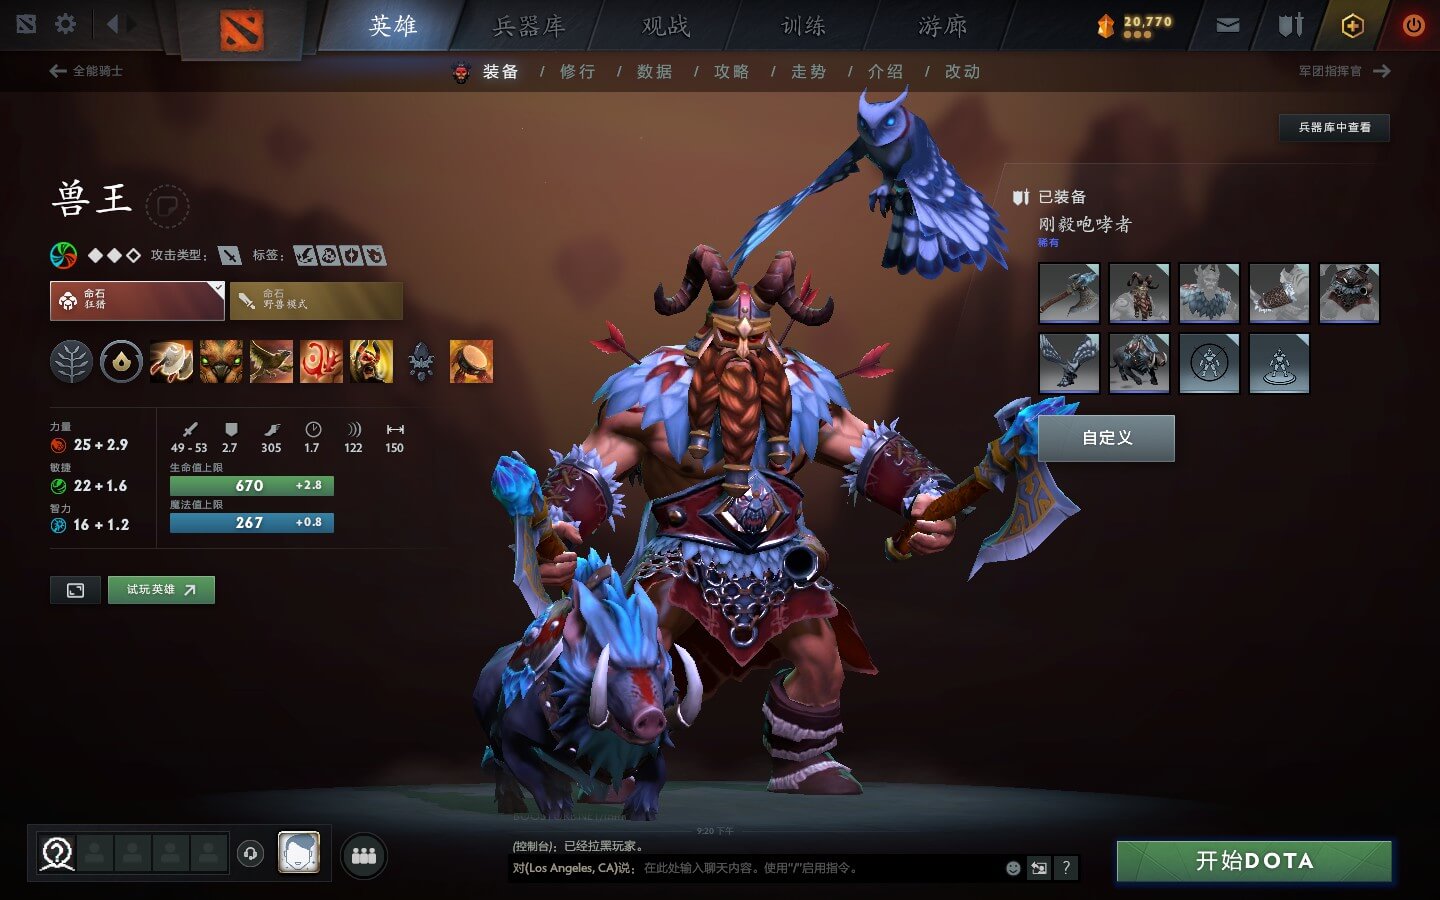 英雄
兵器库
观战
训练
游廊
20,770
全能骑士
装备 / 修行 / 数据 / 攻略 / 走势 / 介绍 / 改动
军团指挥官
兵器库中查看
兽王
攻击类型：
标签：
命石
狂猎
命石
野兽模式
已装备
刚毅咆哮者
稀有
自定义
力量
25 + 2.9
敏捷
22 + 1.6
智力
16 + 1.2
49 - 53 2.7 305 1.7 122 150
生命值上限
670 +2.8
魔法值上限
267 +0.8
试玩英雄
9:20 下午
(控制台)：已经拉黑玩家。
对(Los Angeles, CA)说：在此处输入聊天内容。使用“/”启用指令。
?
开始DOTA